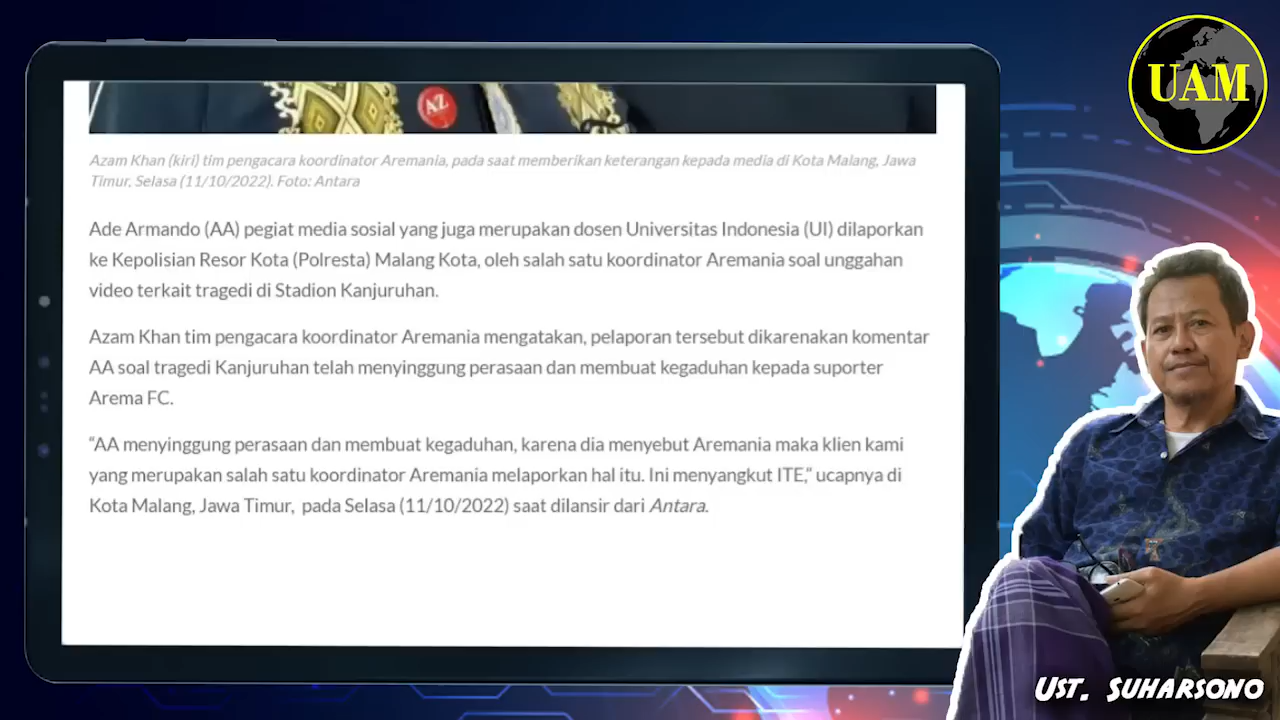 UAM
AZ
Azam Khan (kiri) tim pengacara koordinator Aremania, pada saat memberikan keterangan kepada media di Kota Malang, Jawa
Timur, Selasa (11/10/2022). Foto: Antara
Ade Armando (AA) pegiat media sosial yang juga merupakan dosen Universitas Indonesia (UI) dilaporkan
ke Kepolisian Resor Kota (Polresta) Malang Kota, oleh salah satu koordinator Aremania soal unggahan
video terkait tragedi di Stadion Kanjuruhan.
Azam Khan tim pengacara koordinator Aremania mengatakan, pelaporan tersebut dikarenakan komentar
AA soal tragedi Kanjuruhan telah menyinggung perasaan dan membuat kegaduhan kepada suporter
Arema FC.
“AA menyinggung perasaan dan membuat kegaduhan, karena dia menyebut Aremania maka klien kami
yang merupakan salah satu koordinator Aremania melaporkan hal itu. Ini menyangkut ITE,” ucapnya di
Kota Malang, Jawa Timur, pada Selasa (11/10/2022) saat dilansir dari Antara.
UST. SUHARSONO